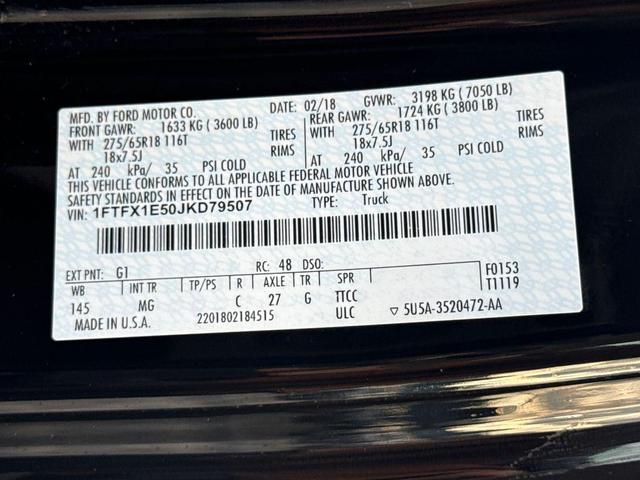 MFD. BY FORD MOTOR CO. DATE: 02/18 GVWR: 3198 KG ( 7050 LB)
FRONT GAWR: 1633 KG ( 3600 LB) REAR GAWR: 1724 KG ( 3800 LB)
WITH 275/65R18 116T TIRES WITH 275/65R18 116T TIRES
18x7.5J RIMS 18x7.5J RIMS
AT 240 kPa/ 35 PSI COLD AT 240 kPa/ 35 PSI COLD
THIS VEHICLE CONFORMS TO ALL APPLICABLE FEDERAL MOTOR VEHICLE
SAFETY STANDARDS IN EFFECT ON THE DATE OF MANUFACTURE SHOWN ABOVE.
VIN: 1FTFX1E50JKD79507 TYPE: Truck
EXT PNT: G1 RC: 48 DSO: F0153
WB INT TR TP/PS R AXLE TR SPR T1119
145 MG C 27 G TTCC
MADE IN U.S.A. 2201802184515 ULC ▽ 5U5A-3520472-AA